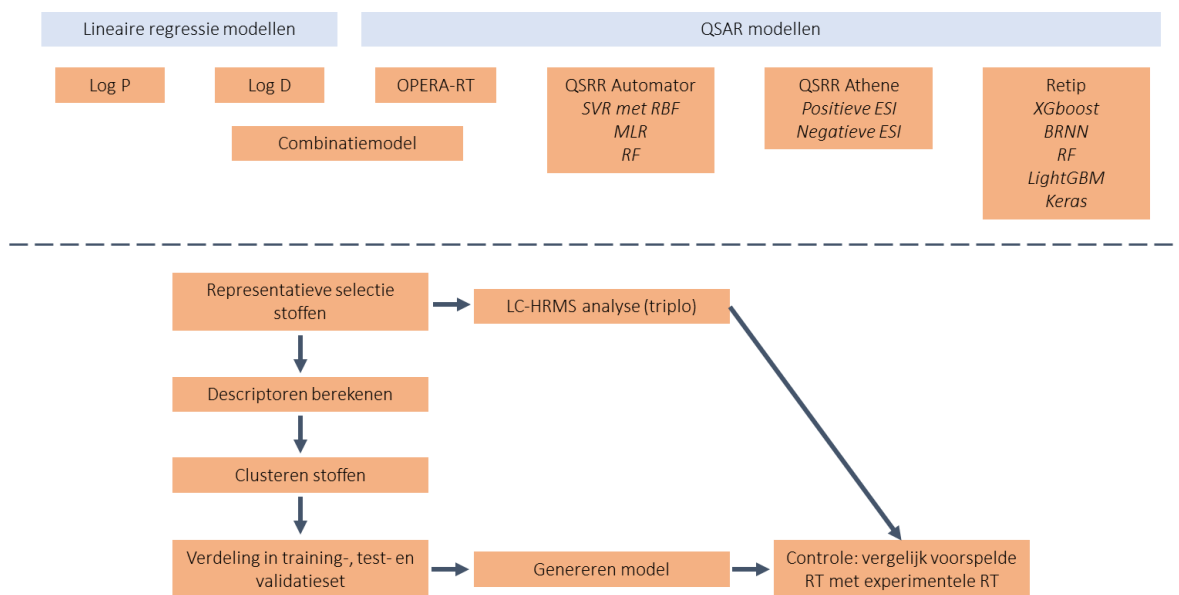 Lineaire regressie modellen
QSAR modellen
Log P
Log D
OPERA-RT
Combinatiemodel
QSRR Automator
SVR met RBF
MLR
RF
QSRR Athene
Positieve ESI
Negatieve ESI
Retip
XGboost
BRNN
RF
LightGBM
Keras
Representatieve selectie
stoffen
LC-HRMS analyse (triplo)
Descriptoren berekenen
Clusteren stoffen
Verdeling in training-, test- en
validatieset
Genereren model
Controle: vergelijk voorspelde
RT met experimentele RT